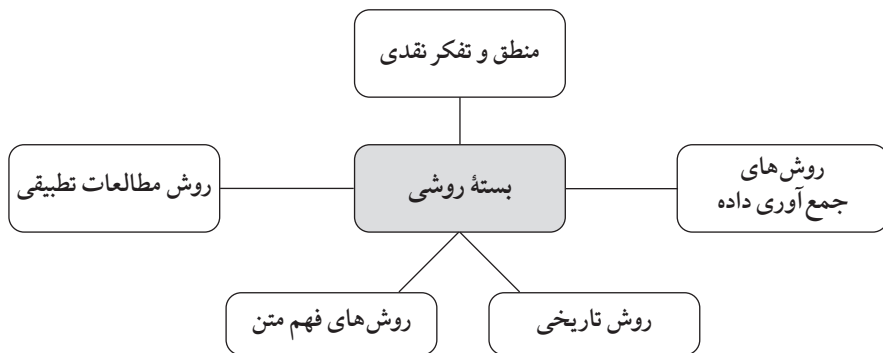 منطق و تفکر نقدی
روش‌های
جمع‌آوری داده
بستهٔ روشی
روش مطالعات تطبیقی
روش تاریخی
روش‌های فهم متن